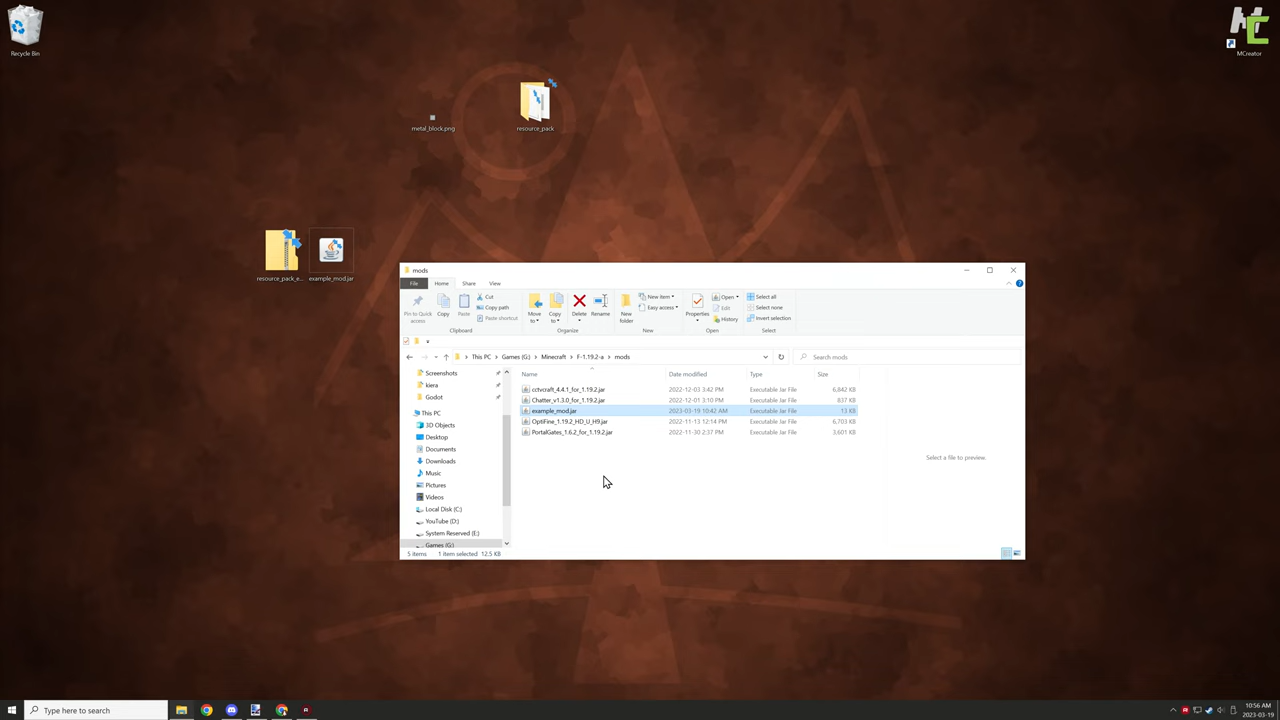 Recycle Bin
MCreator
metal_block.png
resource_pack
resource_pack_e...
example_mod.jar
mods
File Home Share View
Pin to Quick access
Copy
Paste
Cut
Copy path
Paste shortcut
Clipboard
Move to
Copy to
Delete
Rename
Organize
New folder
New item
Easy access
New
Properties
Open
Edit
History
Open
Select all
Select none
Invert selection
Select
This PC > Games (G:) > Minecraft > F-1.19.2-a > mods
Search mods
Screenshots
kiera
Godot
This PC
3D Objects
Desktop
Documents
Downloads
Music
Pictures
Videos
Local Disk (C:)
YouTube (D:)
System Reserved (E:)
Games (G:)
Name Date modified Type Size
cctvcraft_4.4.1_for_1.19.2.jar 2022-12-03 3:42 PM Executable Jar File 6,842 KB
Chatter_v1.3.0_for_1.19.2.jar 2022-12-01 3:10 PM Executable Jar File 837 KB
example_mod.jar 2023-03-19 10:42 AM Executable Jar File 13 KB
OptiFine_1.19.2_HD_U_H9.jar 2022-11-13 12:14 PM Executable Jar File 6,703 KB
PortalGates_1.6.2_for_1.19.2.jar 2022-11-30 2:37 PM Executable Jar File 3,601 KB
Select a file to preview.
5 items 1 item selected 12.5 KB
Type here to search
10:56 AM
2023-03-19